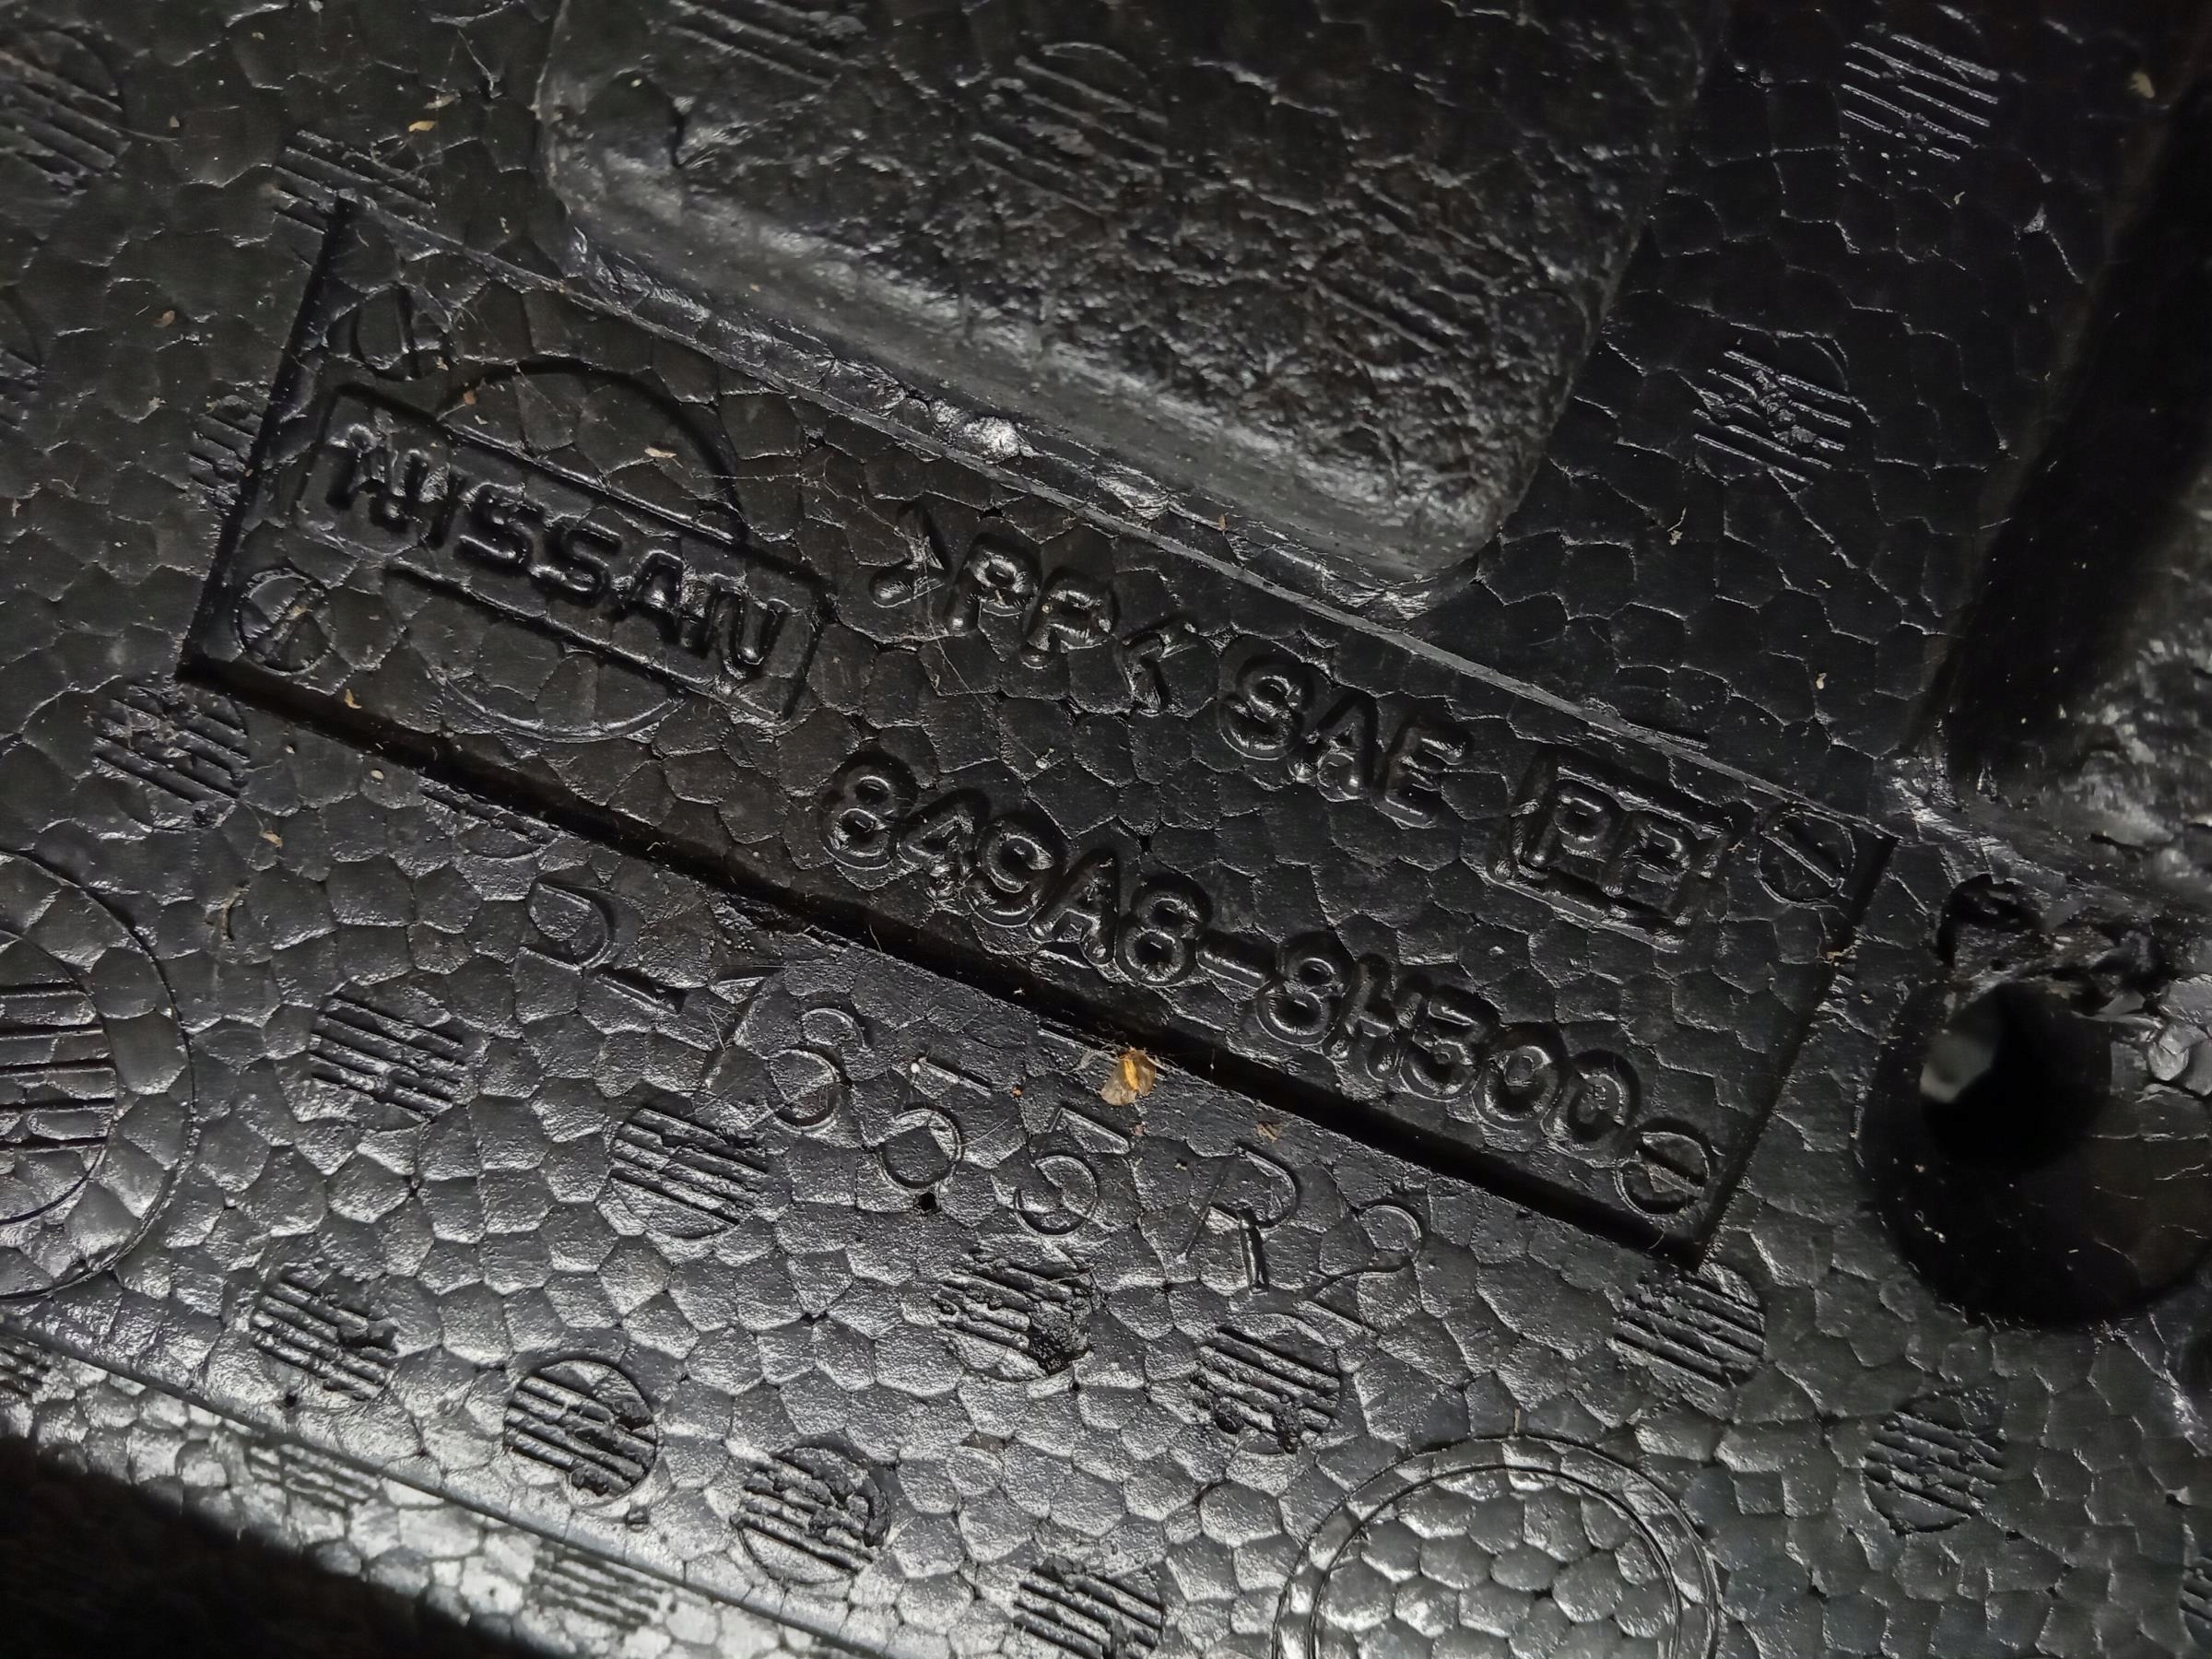 NISSAN
>PP< SAE PP
849A8-8H300